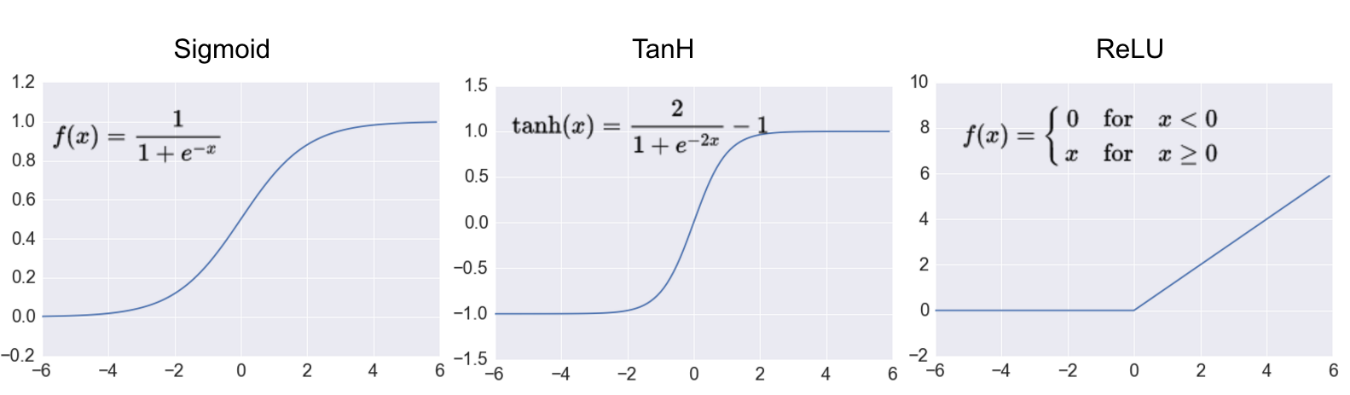 Sigmoid
TanH
ReLU
1.2
1.0
0.8
0.6
0.4
0.2
0.0
−0.2
−6 −4 −2 0 2 4 6
f(x) = 1 / (1 + e^{−x})
1.5
1.0
0.5
0.0
−0.5
−1.0
−1.5
−6 −4 −2 0 2 4 6
tanh(x) = 2 / (1 + e^{−2x}) − 1
10
8
6
4
2
0
−2
−6 −4 −2 0 2 4 6
f(x) = { 0 for x < 0
x for x ≥ 0